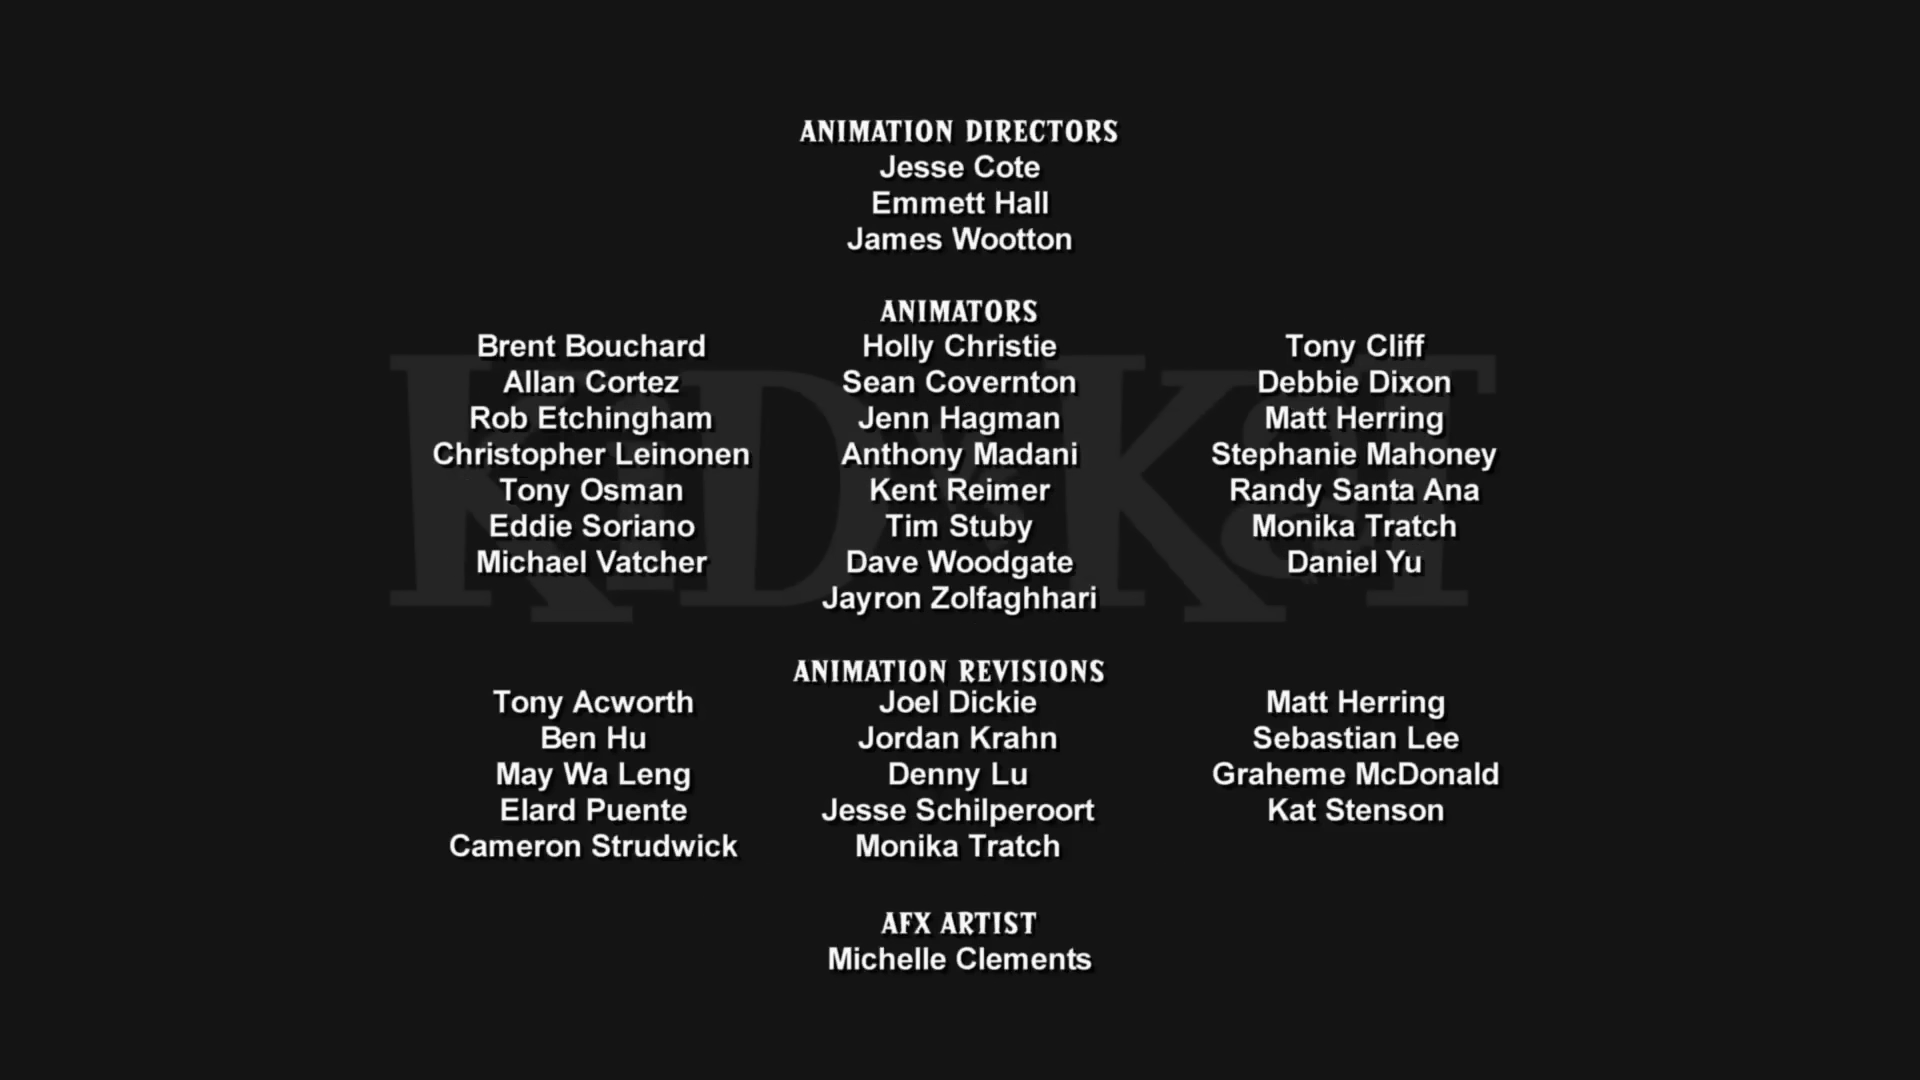 ANIMATION DIRECTORS
Jesse Cote
Emmett Hall
James Wootton
ANIMATORS
Brent Bouchard Holly Christie Tony Cliff
Allan Cortez Sean Covernton Debbie Dixon
Rob Etchingham Jenn Hagman Matt Herring
Christopher Leinonen Anthony Madani Stephanie Mahoney
Tony Osman Kent Reimer Randy Santa Ana
Eddie Soriano Tim Stuby Monika Tratch
Michael Vatcher Dave Woodgate Daniel Yu
Jayron Zolfaghhari
KiD vs KaT
ANIMATION REVISIONS
Tony Acworth Joel Dickie Matt Herring
Ben Hu Jordan Krahn Sebastian Lee
May Wa Leng Denny Lu Graheme McDonald
Elard Puente Jesse Schilperoort Kat Stenson
Cameron Strudwick Monika Tratch
AFX ARTIST
Michelle Clements